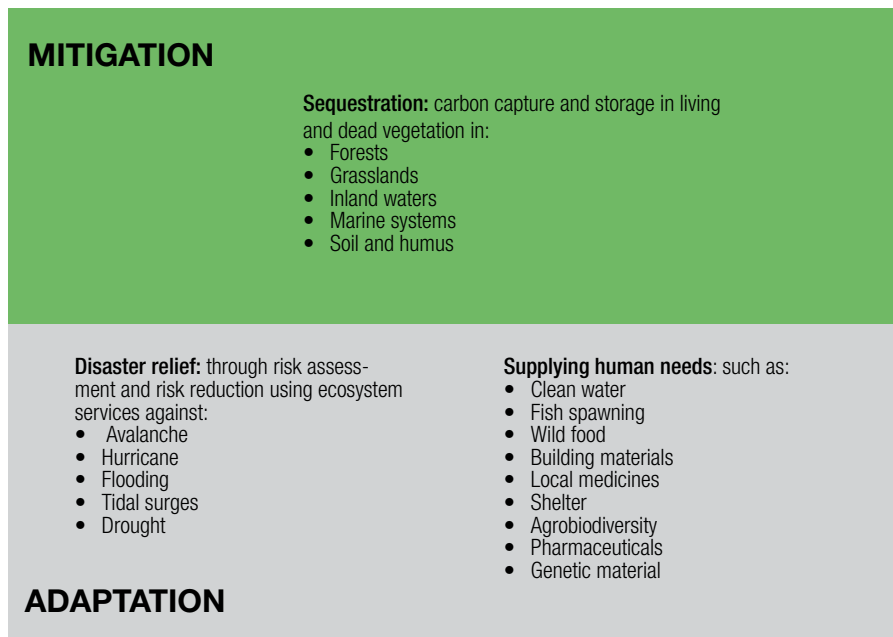 MITIGATION
Sequestration: carbon capture and storage in living
and dead vegetation in:
• Forests
• Grasslands
• Inland waters
• Marine systems
• Soil and humus
Disaster relief: through risk assess-
ment and risk reduction using ecosystem
services against:
• Avalanche
• Hurricane
• Flooding
• Tidal surges
• Drought
Supplying human needs: such as:
• Clean water
• Fish spawning
• Wild food
• Building materials
• Local medicines
• Shelter
• Agrobiodiversity
• Pharmaceuticals
• Genetic material
ADAPTATION